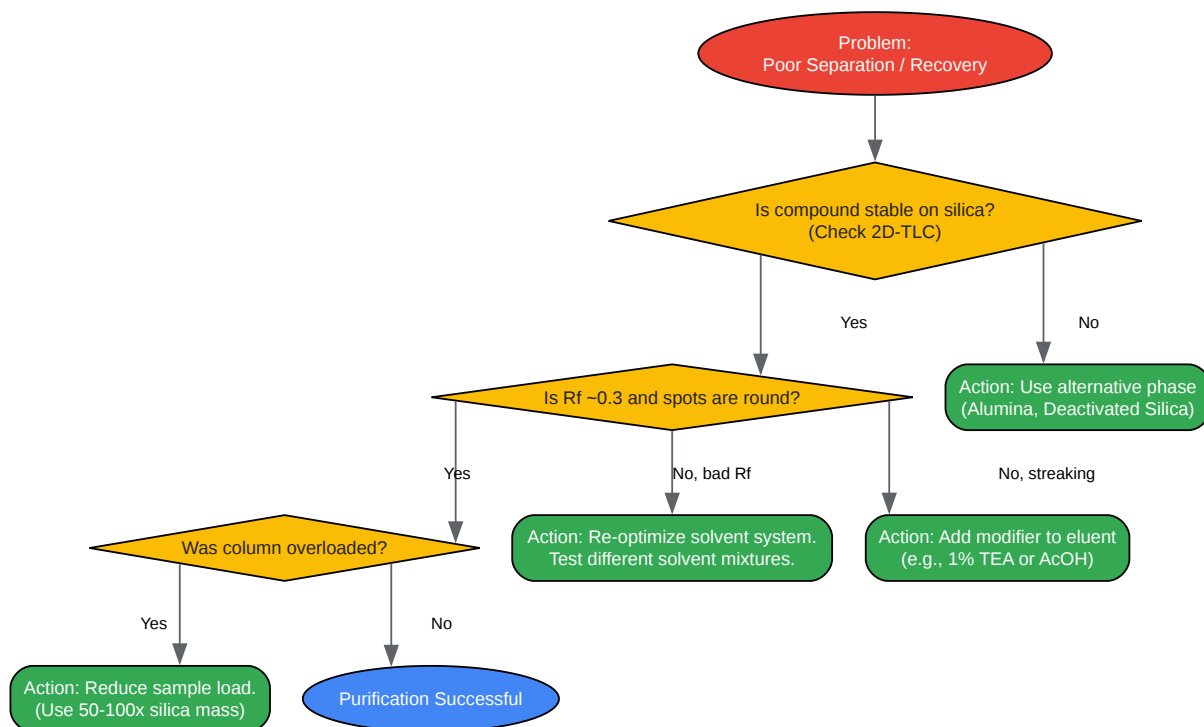 Problem:
Poor Separation / Recovery
Is compound stable on silica?
(Check 2D-TLC)
Yes
No
Is Rf ~0.3 and spots are round?
Action: Use alternative phase
(Alumina, Deactivated Silica)
Yes
No, bad Rf
No, streaking
Was column overloaded?
Action: Re-optimize solvent system.
Test different solvent mixtures.
Action: Add modifier to eluent
(e.g., 1% TEA or AcOH)
Yes
No
Action: Reduce sample load.
(Use 50-100x silica mass)
Purification Successful